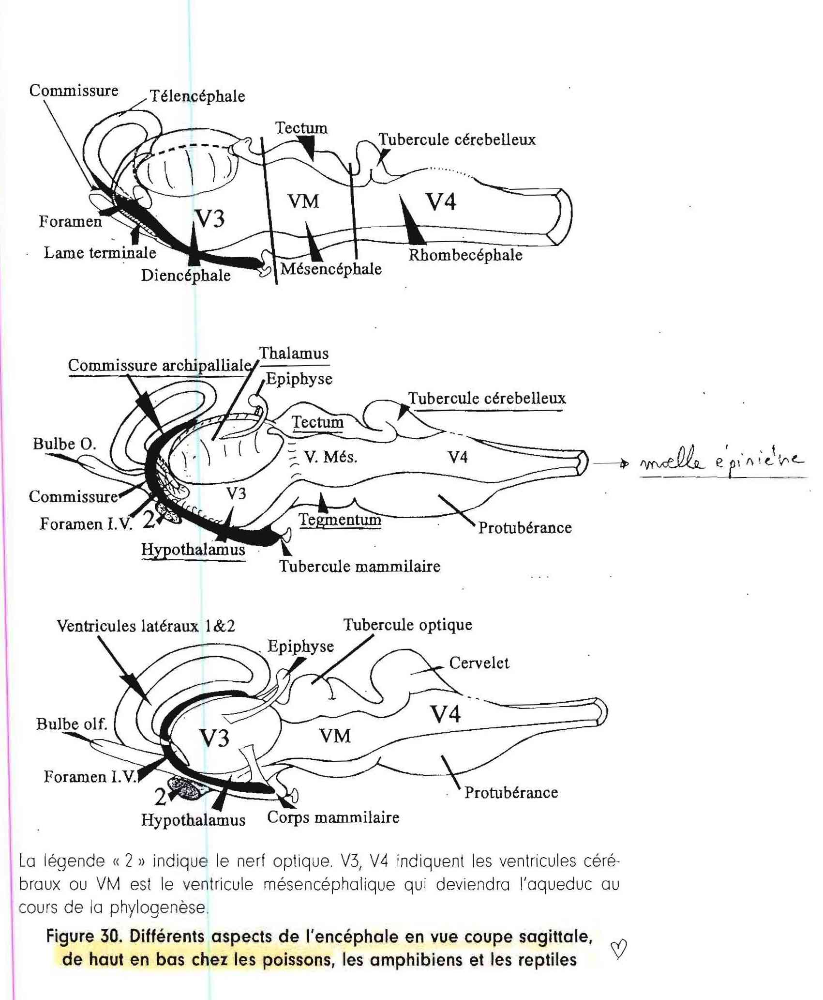 Commissure
Télencéphale
Tectum
Tubercule cérebelleux
VM
V4
V3
Foramen
Lame terminale
Rhombecéphale
Mésencéphale
Diencéphale
Thalamus
Commissure archipalliale
Epiphyse
Tubercule cérebelleux
Tectum
Bulbe O.
V. Més.
V4
moelle épinière
V3
Commissure
Foramen I.V.
2
Tegmentum
Protubérance
Hypothalamus
Tubercule mammilaire
Ventricules latéraux 1&2
Tubercule optique
Epiphyse
Cervelet
V4
Bulbe olf.
V3
VM
Foramen I.V.
2
Protubérance
Hypothalamus
Corps mammilaire
La légende « 2 » indique le nerf optique. V3, V4 indiquent les ventricules céré-
braux ou VM est le ventricule mésencéphalique qui deviendra l'aqueduc au
cours de la phylogenèse.
Figure 30. Différents aspects de l'encéphale en vue coupe sagittale,
de haut en bas chez les poissons, les amphibiens et les reptiles